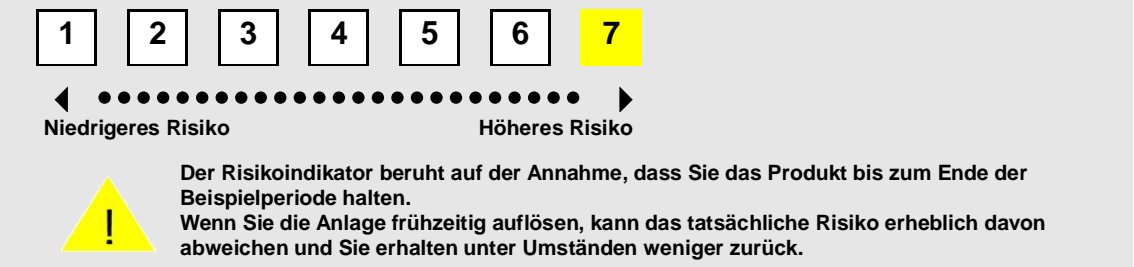 1 2 3 4 5 6 7
Niedrigeres Risiko Höheres Risiko
Der Risikoindikator beruht auf der Annahme, dass Sie das Produkt bis zum Ende der
Beispielperiode halten.
Wenn Sie die Anlage frühzeitig auflösen, kann das tatsächliche Risiko erheblich davon
abweichen und Sie erhalten unter Umständen weniger zurück.
!